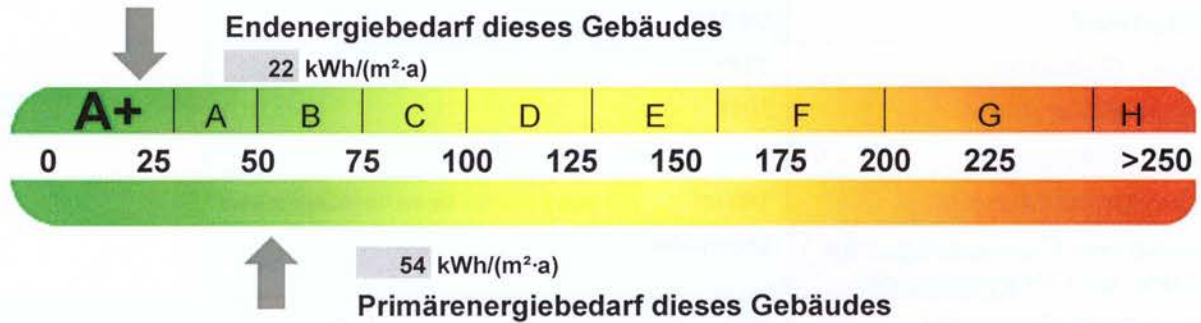 Endenergiebedarf dieses Gebäudes
22 kWh/(m²·a)
A+ A B C D E F G H
0 25 50 75 100 125 150 175 200 225 >250
54 kWh/(m²·a)
Primärenergiebedarf dieses Gebäudes